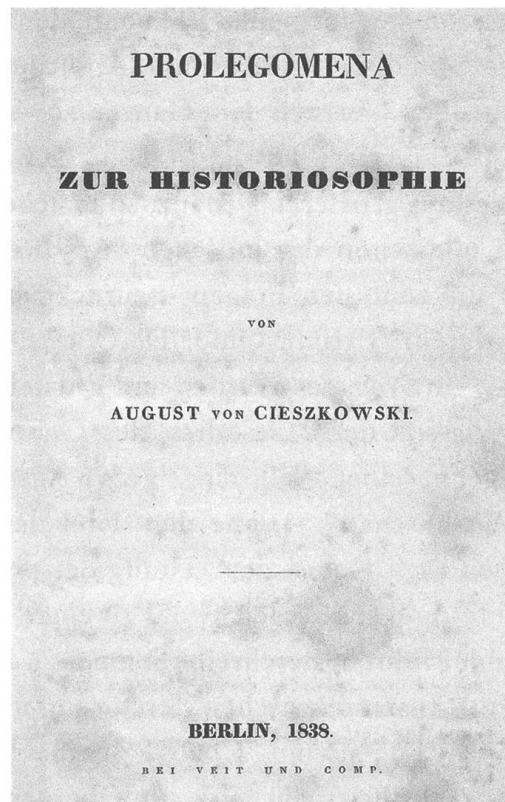 PROLEGOMENA
ZUR HISTORIOSOPHIE
VON
AUGUST VON CIESZKOWSKI.
BERLIN, 1838.
BEI VEIT UND COMP.